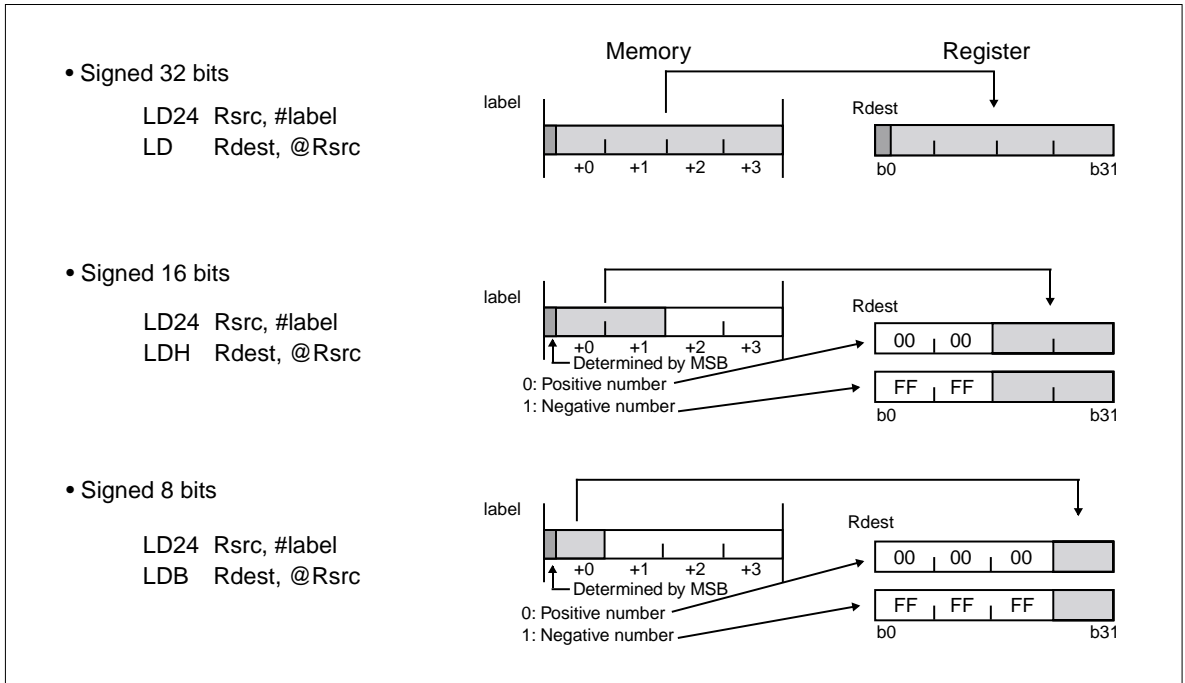 Memory Register
• Signed 32 bits
LD24 Rsrc, #label
LD Rdest, @Rsrc
label
Rdest
+0 +1 +2 +3
b0 b31
• Signed 16 bits
LD24 Rsrc, #label
LDH Rdest, @Rsrc
label
Rdest
+0 +1 +2 +3
Determined by MSB
0: Positive number
1: Negative number
00 00
FF FF
b0 b31
• Signed 8 bits
LD24 Rsrc, #label
LDB Rdest, @Rsrc
label
Rdest
+0 +1 +2 +3
Determined by MSB
0: Positive number
1: Negative number
00 00 00
FF FF FF
b0 b31